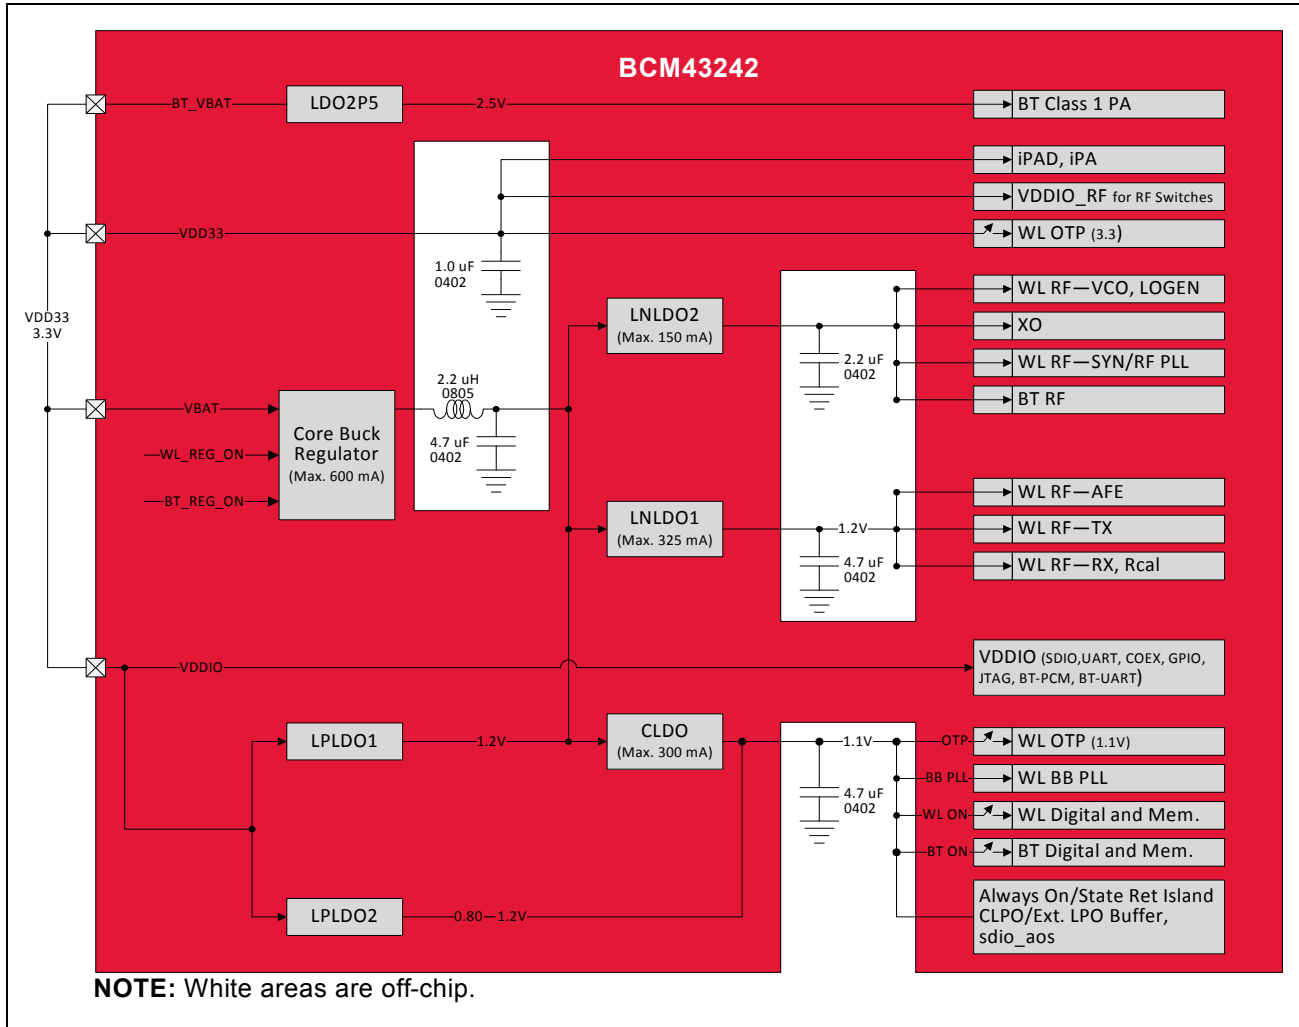 BCM43242
BT_VBAT
LDO2P5
2.5V
BT Class 1 PA
iPAD, iPA
VDDIO_RF for RF Switches
VDD33
WL OTP (3.3)
1.0 uF
0402
VDD33
3.3V
LNLDO2
(Max. 150 mA)
2.2 uF
0402
WL RF—VCO, LOGEN
XO
WL RF—SYN/RF PLL
BT RF
VBAT
WL_REG_ON
BT_REG_ON
Core Buck
Regulator
(Max. 600 mA)
2.2 uH
0805
4.7 uF
0402
LNLDO1
(Max. 325 mA)
1.2V
4.7 uF
0402
WL RF—AFE
WL RF—TX
WL RF—RX, Rcal
VDDIO
VDDIO (SDIO,UART, COEX, GPIO,
JTAG, BT-PCM, BT-UART)
LPLDO1
1.2V
CLDO
(Max. 300 mA)
1.1V
4.7 uF
0402
OTP
WL OTP (1.1V)
BB PLL
WL BB PLL
WL ON
WL Digital and Mem.
BT ON
BT Digital and Mem.
LPLDO2
0.80—1.2V
Always On/State Ret Island
CLPO/Ext. LPO Buffer,
sdio_aos
NOTE: White areas are off-chip.